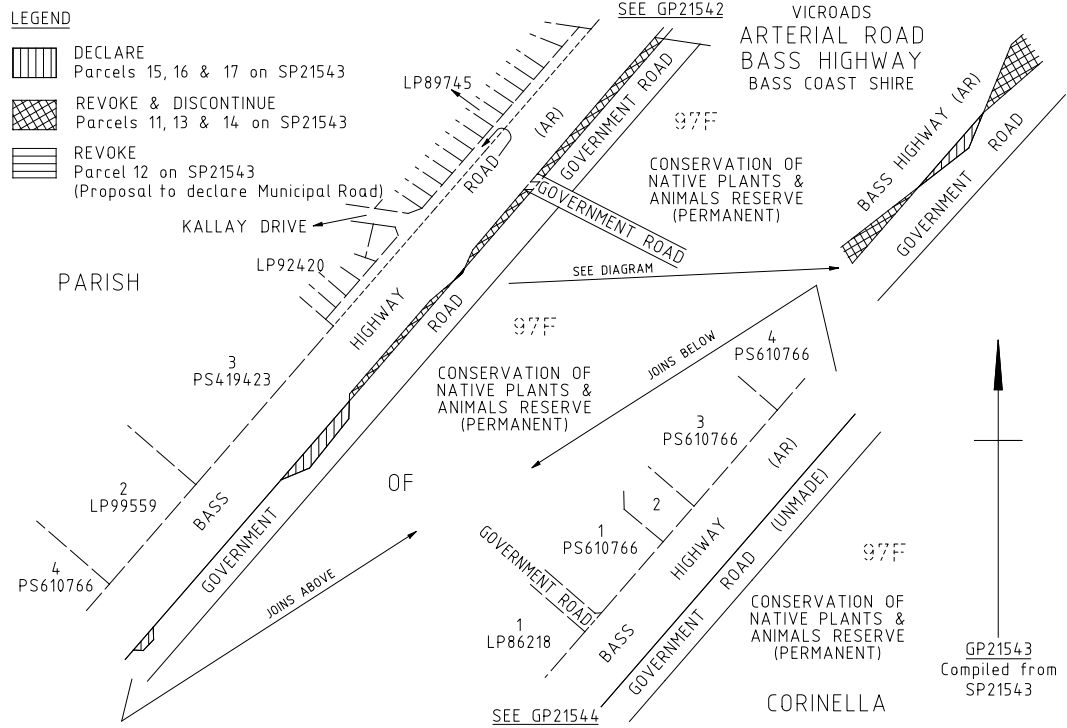 LEGEND
DECLARE
Parcels 15, 16 & 17 on SP21543
REVOKE & DISCONTINUE
Parcels 11, 13 & 14 on SP21543
REVOKE
Parcel 12 on SP21543
(Proposal to declare Municipal Road)
SEE GP21542
VICROADS
ARTERIAL ROAD
BASS HIGHWAY
BASS COAST SHIRE
LP89745
ROAD
(AR)
GOVERNMENT ROAD
97F
CONSERVATION OF
NATIVE PLANTS &
ANIMALS RESERVE
(PERMANENT)
BASS HIGHWAY (AR)
GOVERNMENT ROAD
KALLAY DRIVE
GOVERNMENT ROAD
LP92420
SEE DIAGRAM
PARISH
HIGHWAY
ROAD
97F
CONSERVATION OF
NATIVE PLANTS &
ANIMALS RESERVE
(PERMANENT)
JOINS BELOW
4
PS610766
3
PS419423
3
PS610766
(AR)
2
LP99559
BASS
OF
2
1
PS610766
HIGHWAY
(UNMADE)
ROAD
97F
4
PS610766
GOVERNMENT
JOINS ABOVE
GOVERNMENT ROAD
1
LP86218
BASS
GOVERNMENT ROAD
CONSERVATION OF
NATIVE PLANTS &
ANIMALS RESERVE
(PERMANENT)
GP21543
Compiled from
SP21543
SEE GP21544
CORINELLA